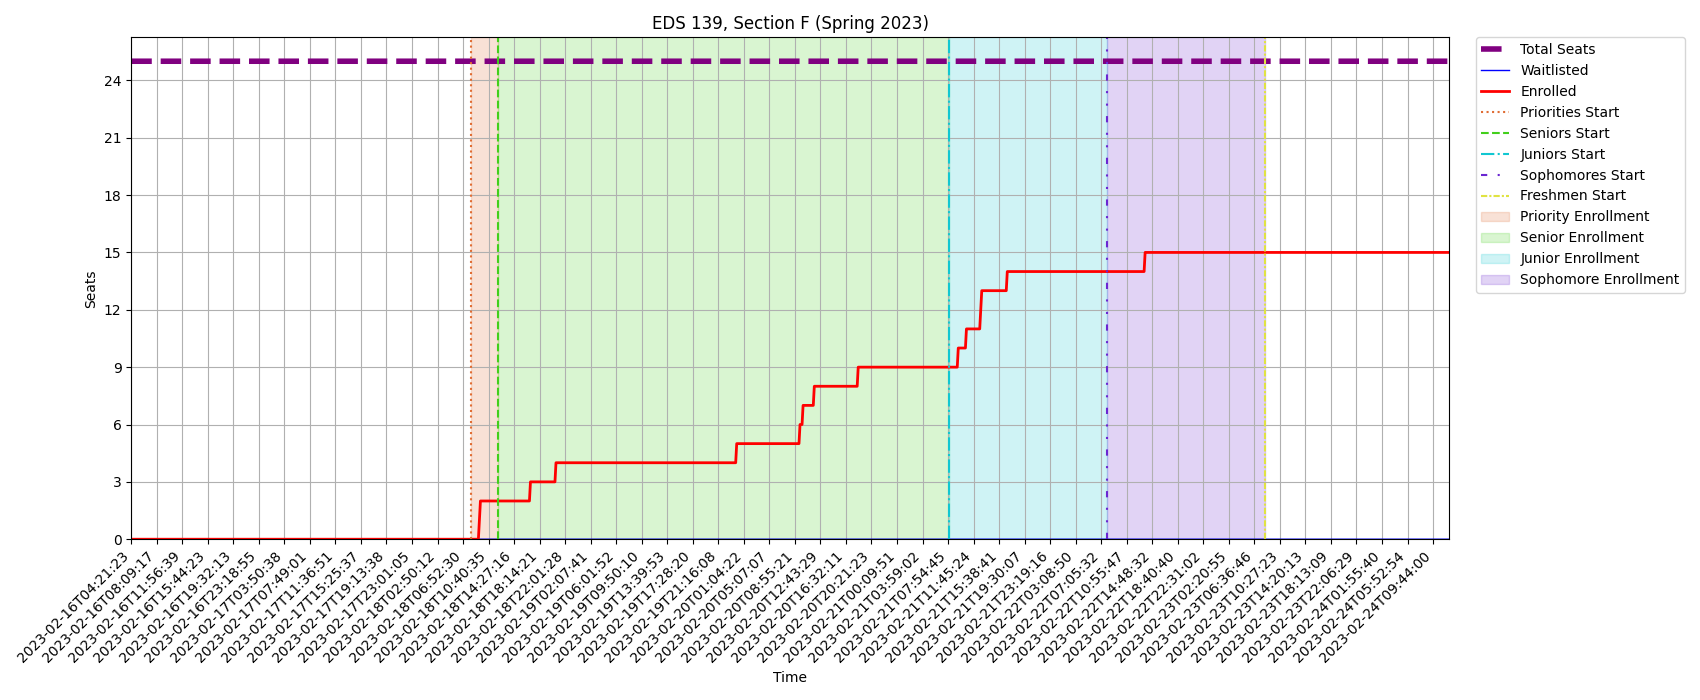 EDS 139, Section F (Spring 2023)
Total Seats
Waitlisted
Enrolled
Priorities Start
Seniors Start
Juniors Start
Sophomores Start
Freshmen Start
Priority Enrollment
Senior Enrollment
Junior Enrollment
Sophomore Enrollment
Seats
24
21
18
15
12
9
6
3
0
2023-02-16T04:21:23
2023-02-16T08:09:17
2023-02-16T11:56:39
2023-02-16T15:44:23
2023-02-16T19:32:13
2023-02-16T23:18:55
2023-02-17T03:50:38
2023-02-17T07:49:01
2023-02-17T11:36:51
2023-02-17T15:25:37
2023-02-17T19:13:38
2023-02-17T23:01:05
2023-02-18T02:50:12
2023-02-18T06:52:30
2023-02-18T10:40:35
2023-02-18T14:27:16
2023-02-18T18:14:21
2023-02-18T22:01:28
2023-02-19T02:07:41
2023-02-19T06:01:52
2023-02-19T09:50:10
2023-02-19T13:39:53
2023-02-19T17:28:20
2023-02-19T21:16:08
2023-02-20T01:04:22
2023-02-20T05:07:07
2023-02-20T08:55:21
2023-02-20T12:43:29
2023-02-20T16:32:11
2023-02-20T20:21:23
2023-02-21T00:09:51
2023-02-21T03:59:02
2023-02-21T07:54:45
2023-02-21T11:45:24
2023-02-21T15:38:41
2023-02-21T19:30:07
2023-02-21T23:19:16
2023-02-22T03:08:50
2023-02-22T07:05:32
2023-02-22T10:55:47
2023-02-22T14:48:32
2023-02-22T18:40:40
2023-02-22T22:31:02
2023-02-23T02:20:55
2023-02-23T06:36:46
2023-02-23T10:27:23
2023-02-23T14:20:13
2023-02-23T18:13:09
2023-02-23T22:06:29
2023-02-24T01:55:40
2023-02-24T05:52:54
2023-02-24T09:44:00
Time